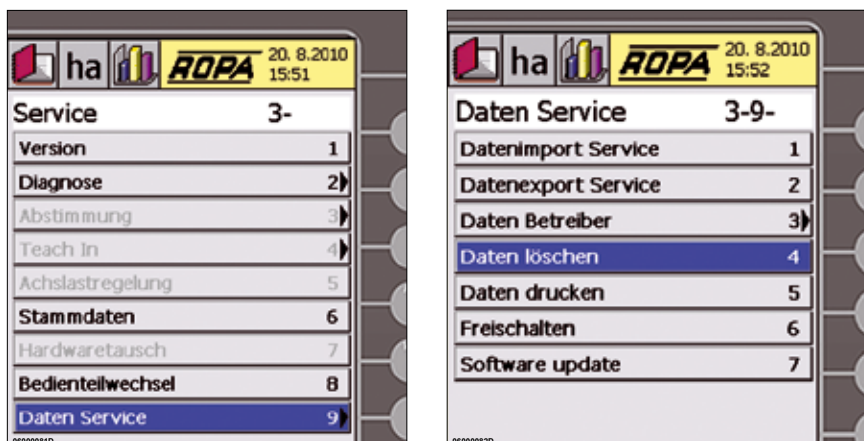 ha ROPA 20. 8.2010
15:51
Service 3-
Version 1
Diagnose 2
Abstimmung 3
Teach In 4
Achslastregelung 5
Stammdaten 6
Hardwaretausch 7
Bedienteilwechsel 8
Daten Service 9
ha ROPA 20. 8.2010
15:52
Daten Service 3-9-
Datenimport Service 1
Datenexport Service 2
Daten Betreiber 3
Daten löschen 4
Daten drucken 5
Freischalten 6
Software update 7